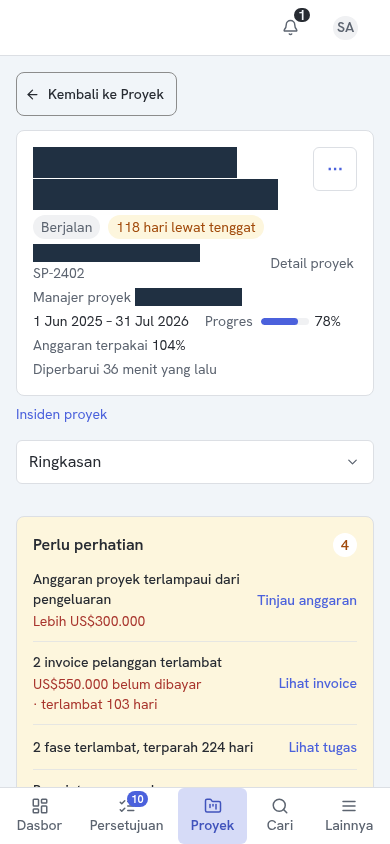 1
SA
Kembali ke Proyek
Berjalan
118 hari lewat tenggat
SP-2402
Detail proyek
Manajer proyek
1 Jun 2025 – 31 Jul 2026
Progres
78%
Anggaran terpakai 104%
Diperbarui 36 menit yang lalu
Insiden proyek
Ringkasan
Perlu perhatian
4
Anggaran proyek terlampaui dari
pengeluaran
Lebih US$300.000
Tinjau anggaran
2 invoice pelanggan terlambat
US$550.000 belum dibayar
· terlambat 103 hari
Lihat invoice
2 fase terlambat, terparah 224 hari
Lihat tugas
10
Dasbor
Persetujuan
Proyek
Cari
Lainnya